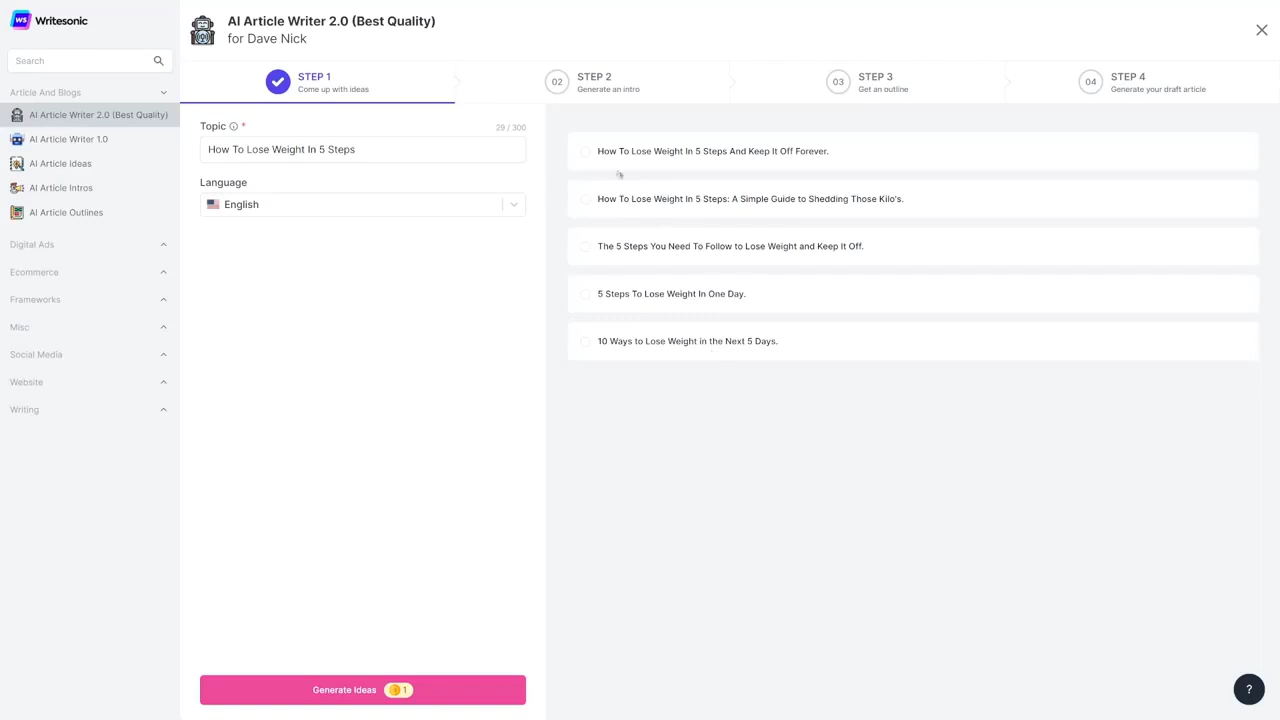 WS Writesonic
AI Article Writer 2.0 (Best Quality)
for Dave Nick
Search
Article And Blogs
AI Article Writer 2.0 (Best Quality)
AI Article Writer 1.0
AI Article Ideas
AI Article Intros
AI Article Outlines
Digital Ads
Ecommerce
Frameworks
Misc
Social Media
Website
Writing
STEP 1
Come up with ideas
02
STEP 2
Generate an intro
03
STEP 3
Get an outline
04
STEP 4
Generate your draft article
Topic *
29 / 300
How To Lose Weight In 5 Steps
Language
English
Generate Ideas 1
How To Lose Weight In 5 Steps And Keep It Off Forever.
How To Lose Weight In 5 Steps: A Simple Guide to Shedding Those Kilo's.
The 5 Steps You Need To Follow to Lose Weight and Keep It Off.
5 Steps To Lose Weight In One Day.
10 Ways to Lose Weight in the Next 5 Days.
?